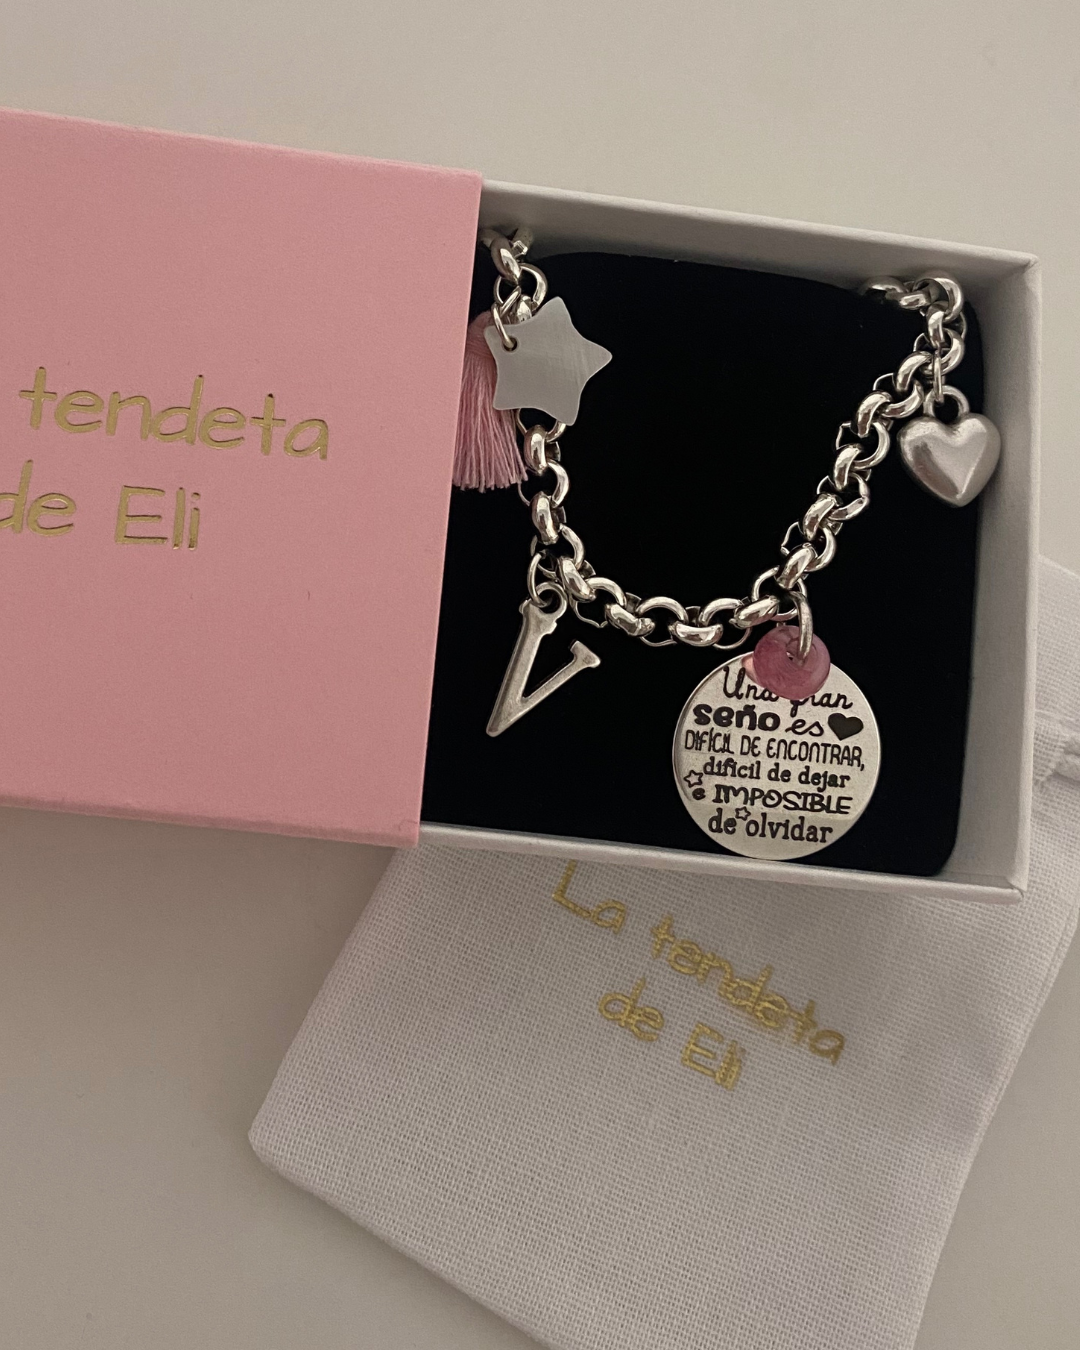 tendeta
de Eli
V
Una gran
seño es
DIFÍCIL DE ENCONTRAR,
difícil de dejar
e IMPOSIBLE
de olvidar
La tendeta
de Eli